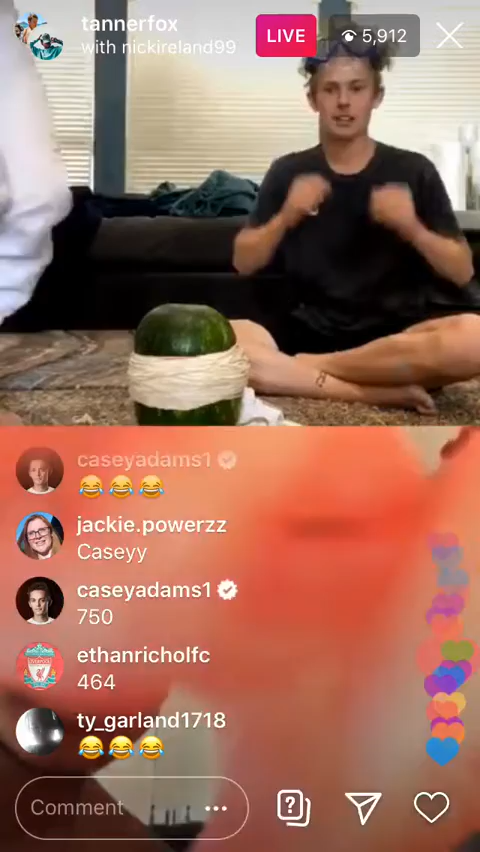 tannerfox
with nickireland99
LIVE
5,912
caseyadams1
😂😂😂
jackie.powerzz
Caseyy
caseyadams1
750
ethanricholfc
464
ty_garland1718
😂😂😂
Comment